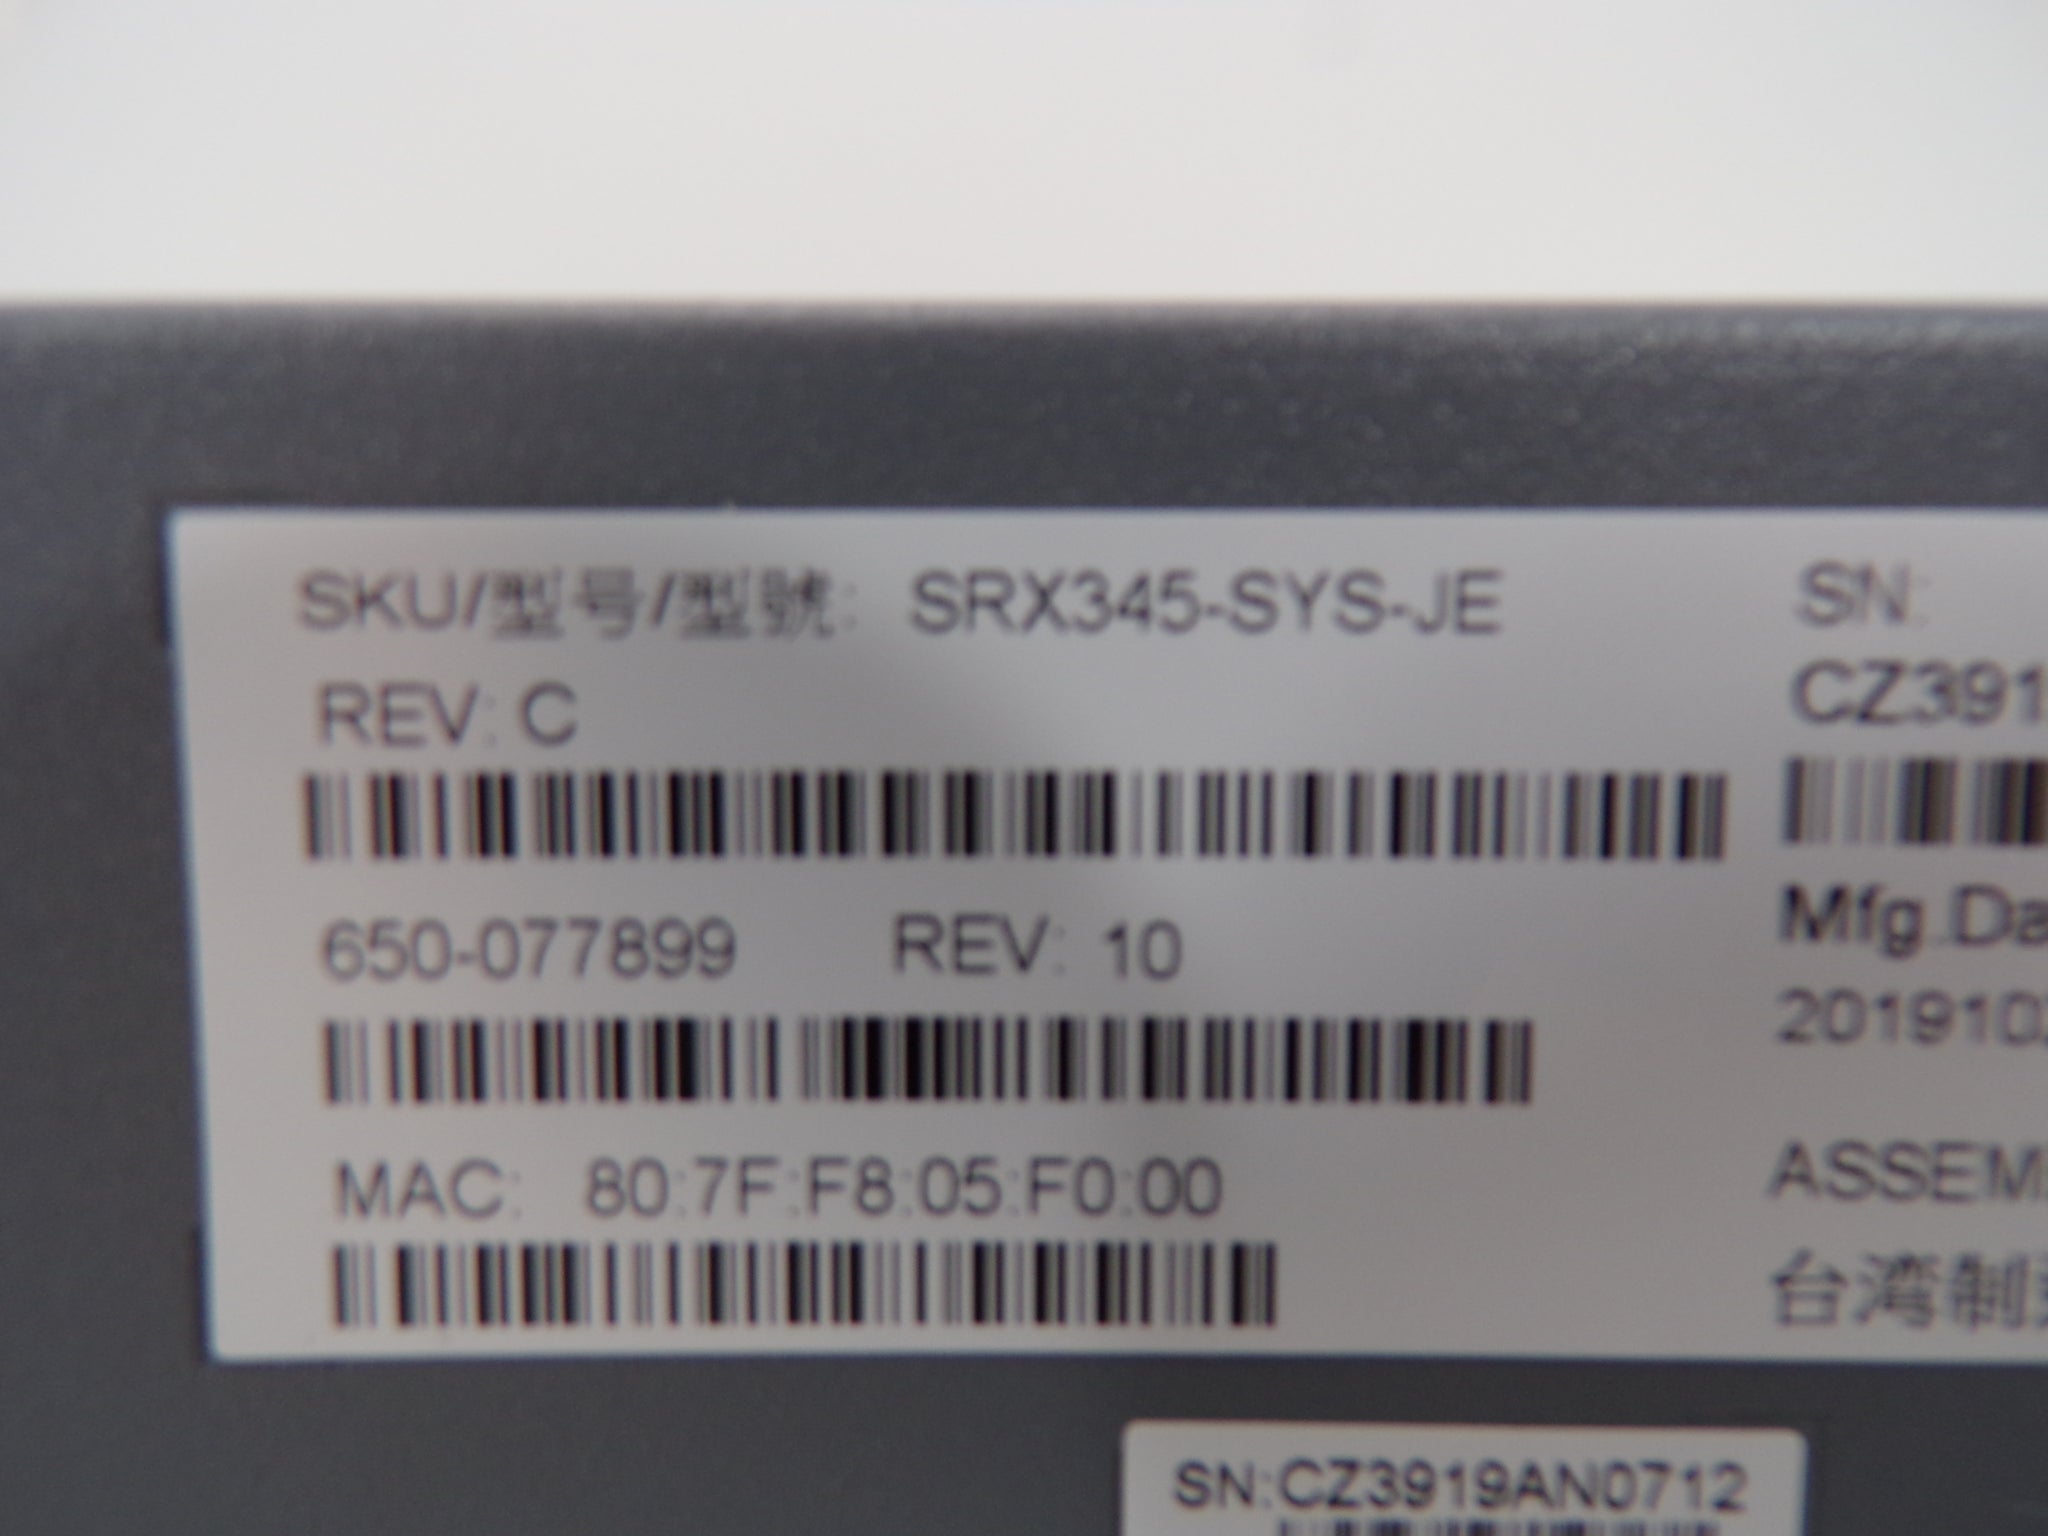 SKU/型号/型號: SRX345-SYS-JE
REV: C
650-077899 REV: 10
MAC: 80:7F:F8:05:F0:00
SN:
CZ391
Mfg.Da
201910
ASSEM
台湾制
SN:CZ3919AN0712